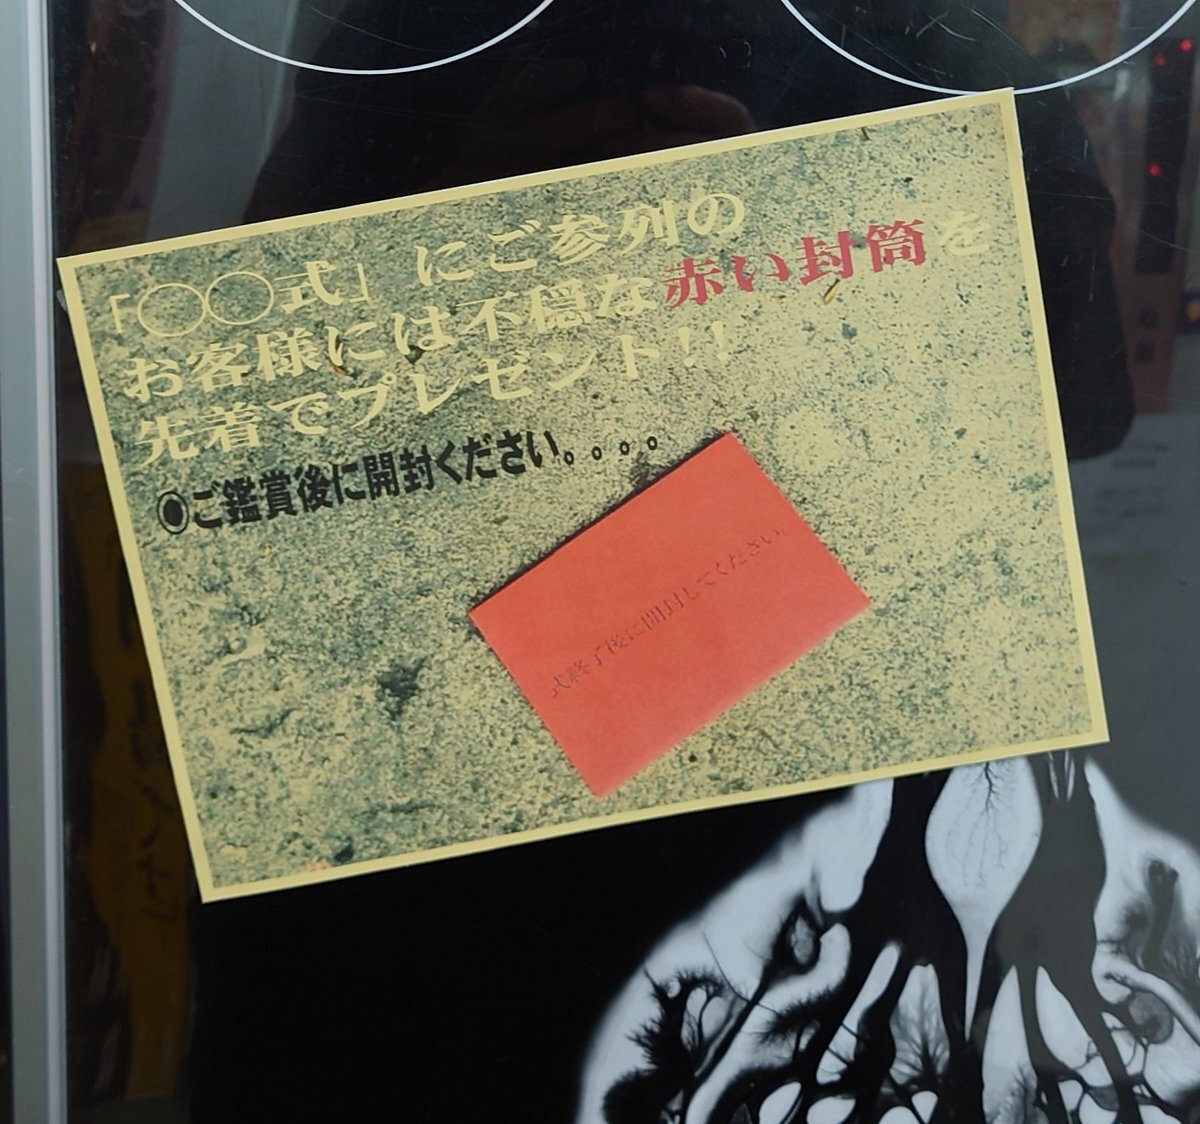 「◯◯式」にご参列の
お客様には不穏な赤い封筒を
先着でプレゼント!!
◉ご鑑賞後に開封ください。。。。
式終了後に開封してください。